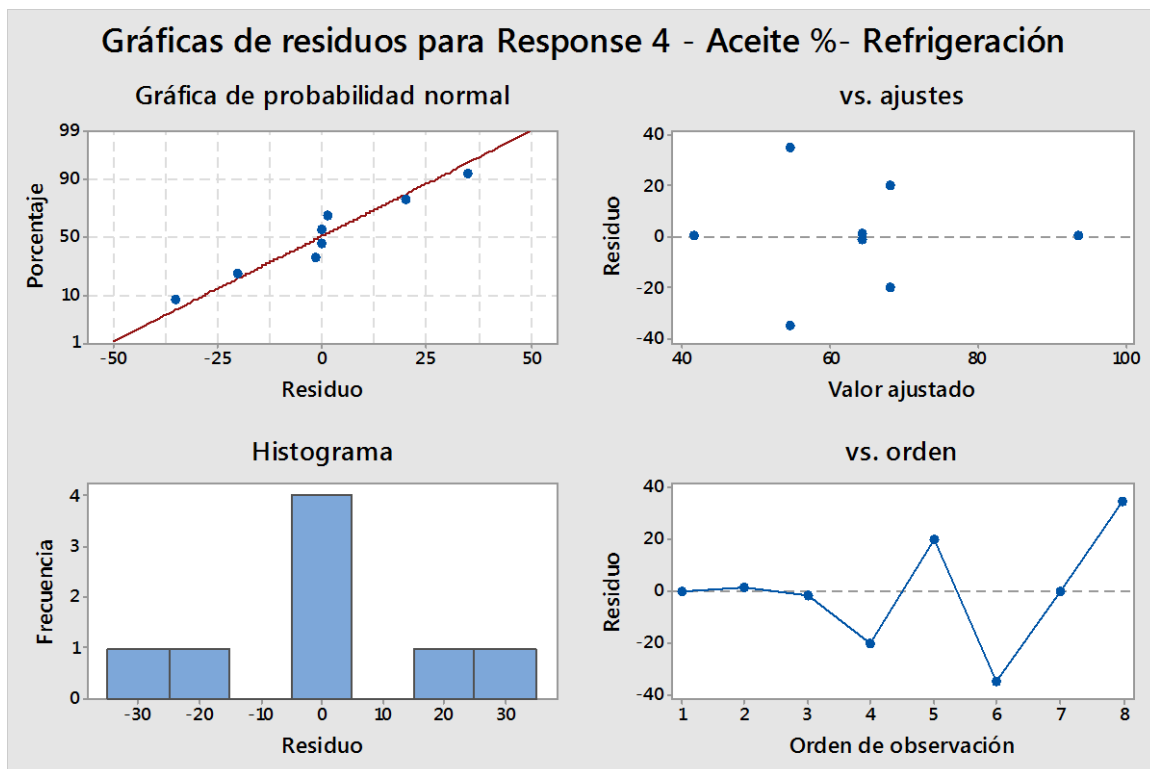 Gráficas de residuos para Response 4 - Aceite %- Refrigeración
Gráfica de probabilidad normal
99
90
50
10
1
Porcentaje
-50 -25 0 25 50
Residuo
vs. ajustes
40
20
0
-20
-40
Residuo
40 60 80 100
Valor ajustado
Histograma
4
3
2
1
0
Frecuencia
-30 -20 -10 0 10 20 30
Residuo
vs. orden
40
20
0
-20
-40
Residuo
1 2 3 4 5 6 7 8
Orden de observación